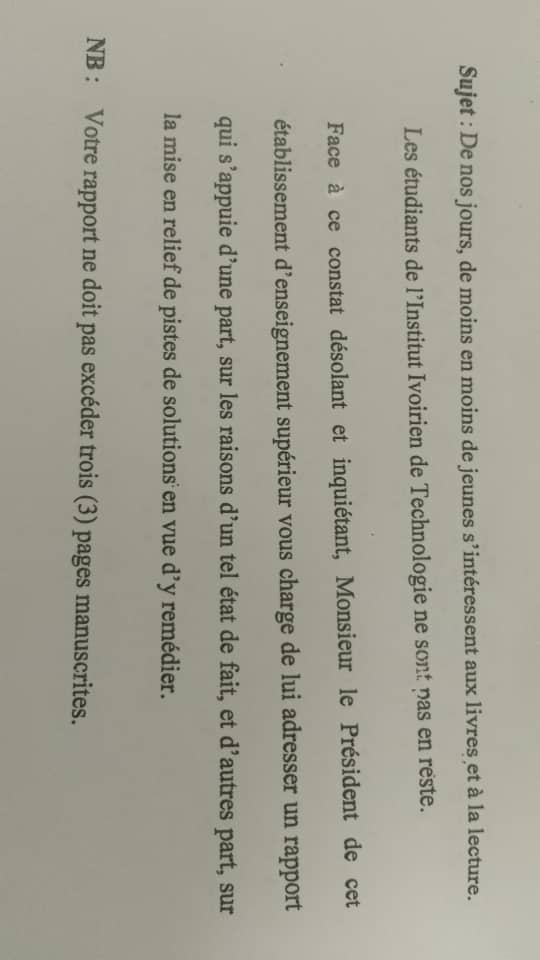 Sujet : De nos jours, de moins en moins de jeunes s'intéressent aux livres et à la lecture.
Les étudiants de l'Institut Ivoirien de Technologie ne sont pas en reste.
Face à ce constat désolant et inquiétant, Monsieur le Président de cet
établissement d'enseignement supérieur vous charge de lui adresser un rapport
qui s'appuie d'une part, sur les raisons d'un tel état de fait, et d'autres part, sur
la mise en relief de pistes de solutions en vue d'y remédier.
NB : Votre rapport ne doit pas excéder trois (3) pages manuscrites.